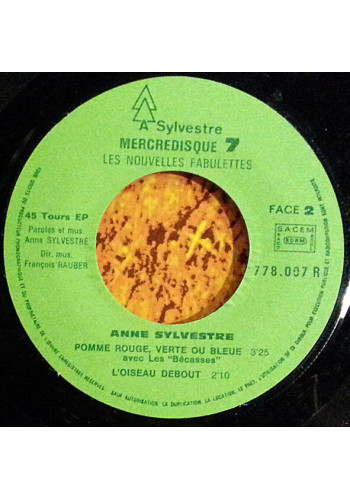 A Sylvestre
MERCREDISQUE 7
LES NOUVELLES FABULETTES
45 Tours EP
Paroles et mus.
Anne SYLVESTRE
Dir. mus.
François RAUBER
FACE 2
SACEM
SDRM
778.007 R
ANNE SYLVESTRE
POMME ROUGE, VERTE OU BLEUE 3'25
avec Les "Bécasses"
L'OISEAU DEBOUT 2'10